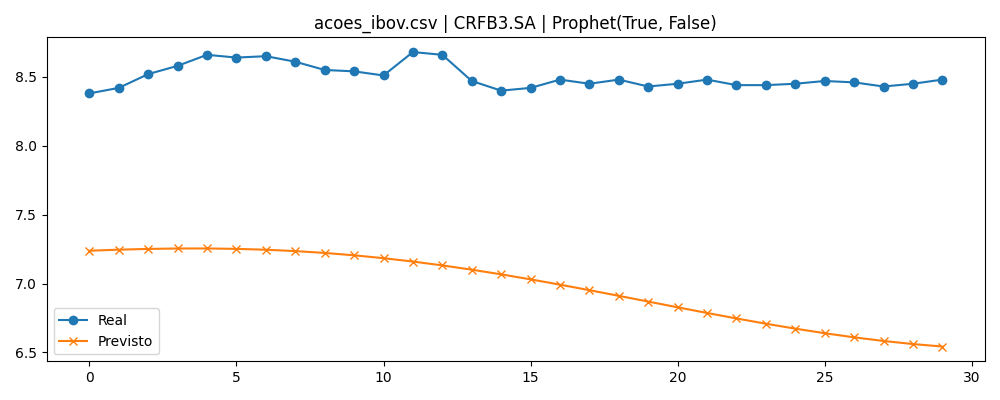 acoes_ibov.csv | CRFB3.SA | Prophet(True, False)
8.5
8.0
7.5
7.0
6.5
Real
Previsto
0 5 10 15 20 25 30